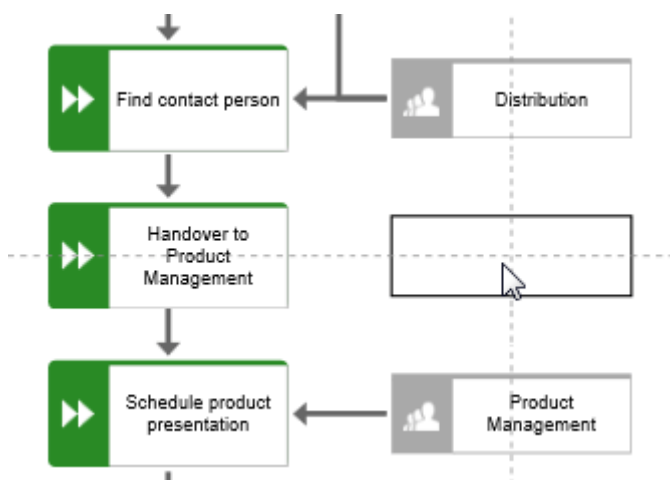 Find contact person
Distribution
Handover to
Product
Management
Schedule product
presentation
Product
Management